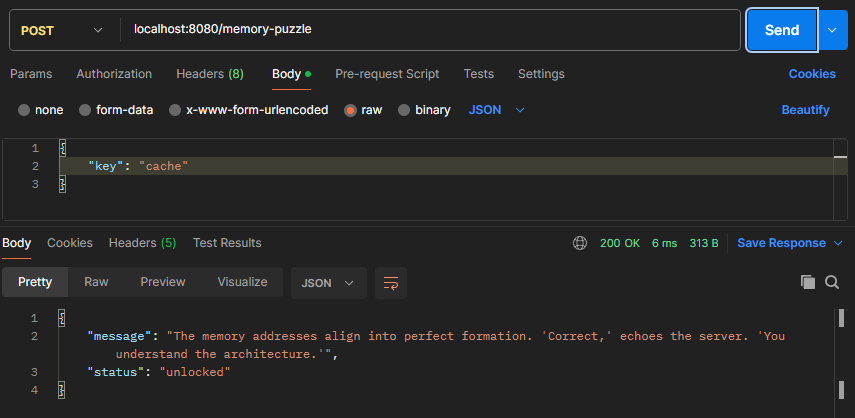 POST localhost:8080/memory-puzzle Send
Params Authorization Headers (8) Body Pre-request Script Tests Settings Cookies
none form-data x-www-form-urlencoded raw binary JSON Beautify
1 {
2 "key": "cache"
3 }
Body Cookies Headers (5) Test Results 200 OK 6 ms 313 B Save Response
Pretty Raw Preview Visualize JSON
1 {
2 "message": "The memory addresses align into perfect formation. 'Correct,' echoes the server. 'You
understand the architecture.'",
3 "status": "unlocked"
4 }